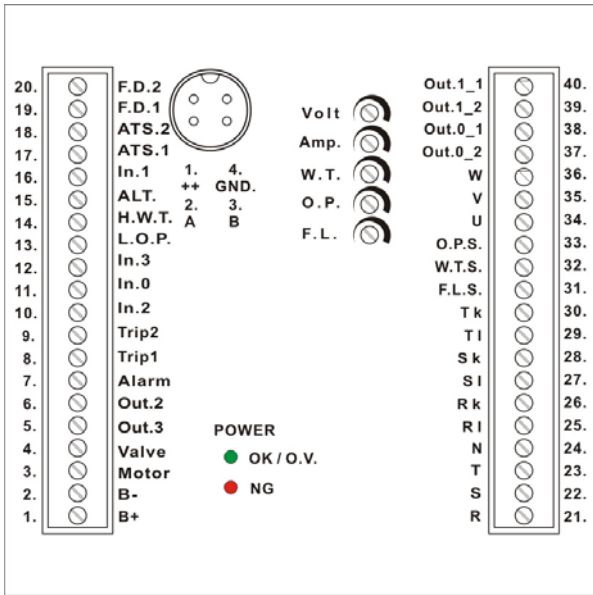 20. F.D.2
19. F.D.1
18. ATS.2
17. ATS.1
16. In.1
15. ALT.
14. H.W.T.
13. L.O.P.
12. In.3
11. In.0
10. In.2
9. Trip2
8. Trip1
7. Alarm
6. Out.2
5. Out.3
4. Valve
3. Motor
2. B-
1. B+
1. 4.
++ GND.
2. 3.
A B
Volt
Amp.
W.T.
O.P.
F.L.
POWER
OK / O.V.
NG
Out.1_1 40.
Out.1_2 39.
Out.0_1 38.
Out.0_2 37.
W 36.
V 35.
U 34.
O.P.S. 33.
W.T.S. 32.
F.L.S. 31.
Tk 30.
Tl 29.
Sk 28.
Sl 27.
Rk 26.
Rl 25.
N 24.
T 23.
S 22.
R 21.